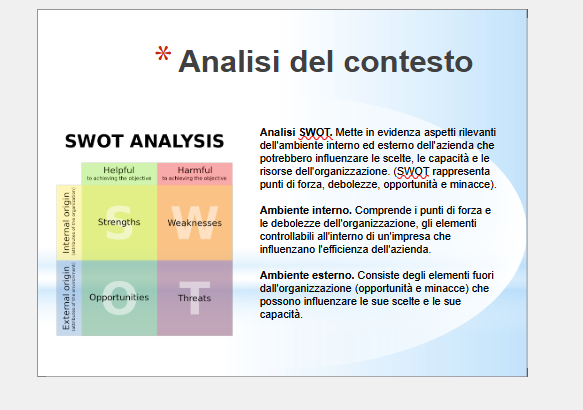 * Analisi del contesto
SWOT ANALYSIS
Helpful
to achieving the objective
Harmful
to achieving the objective
Internal origin
(attributes of the organization)
S
Strengths
W
Weaknesses
External origin
(attributes of the environment)
O
Opportunities
T
Threats
Analisi SWOT. Mette in evidenza aspetti rilevanti
dell'ambiente interno ed esterno dell'azienda che
potrebbero influenzare le scelte, le capacità e le
risorse dell'organizzazione. (SWOT rappresenta
punti di forza, debolezze, opportunità e minacce).
Ambiente interno. Comprende i punti di forza e
le debolezze dell'organizzazione, gli elementi
controllabili all'interno di un'impresa che
influenzano l'efficienza dell'azienda.
Ambiente esterno. Consiste degli elementi fuori
dall'organizzazione (opportunità e minacce) che
possono influenzare le sue scelte e le sue
capacità.